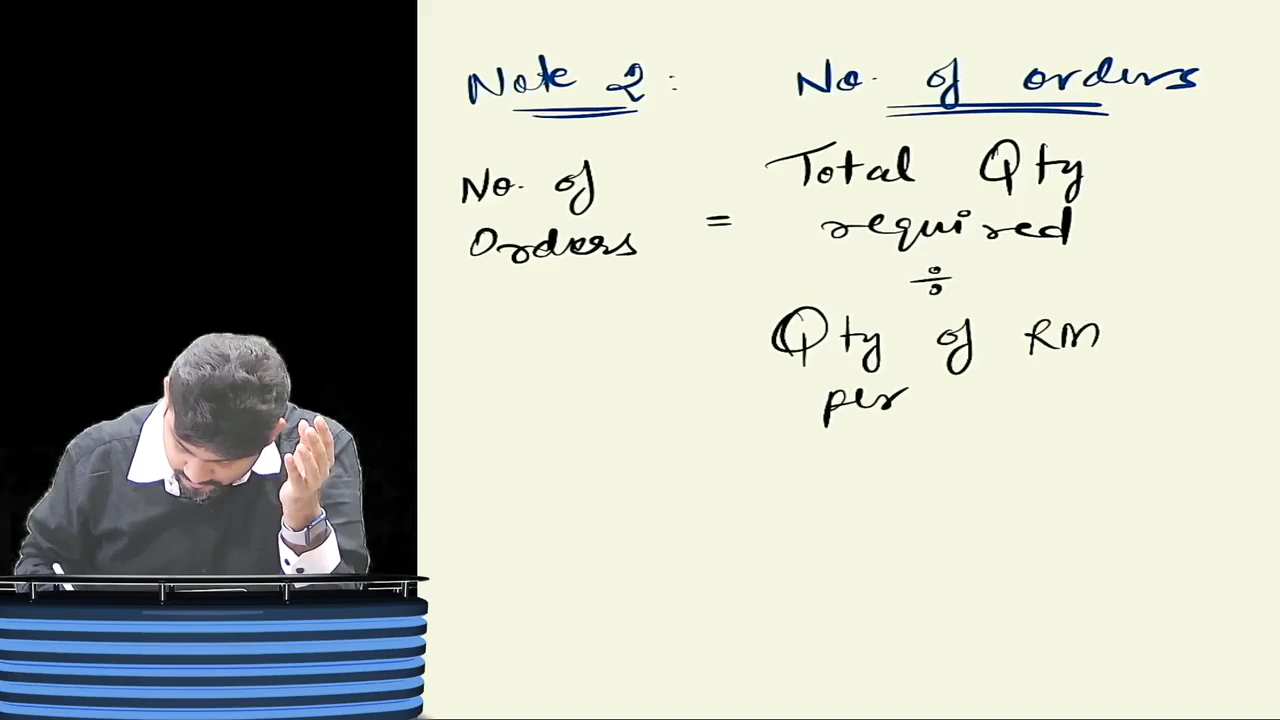 Note 2: No. of orders
No. of Orders = Total Qty required
÷
Qty of RM
per